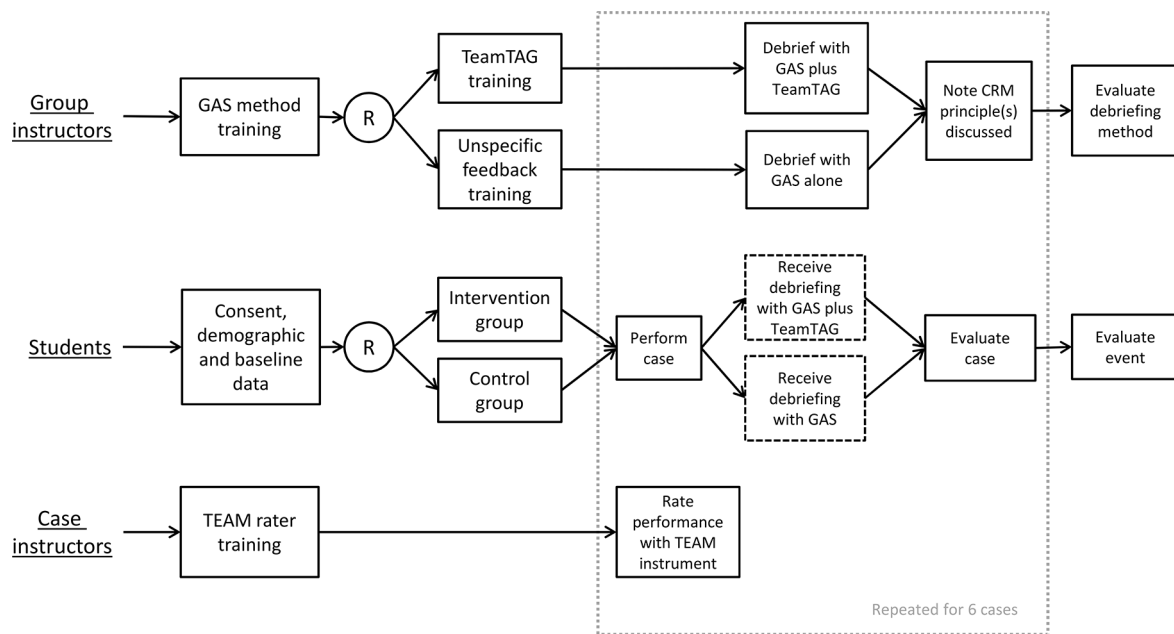 Group
instructors
GAS method
training
R
TeamTAG
training
Unspecific
feedback
training
Debrief with
GAS plus
TeamTAG
Debrief with
GAS alone
Note CRM
principle(s)
discussed
Evaluate
debriefing
method
Students
Consent,
demographic
and baseline
data
R
Intervention
group
Control
group
Perform
case
Receive
debriefing
with GAS plus
TeamTAG
Receive
debriefing
with GAS
Evaluate
case
Evaluate
event
Case
instructors
TEAM rater
training
Rate
performance
with TEAM
instrument
Repeated for 6 cases